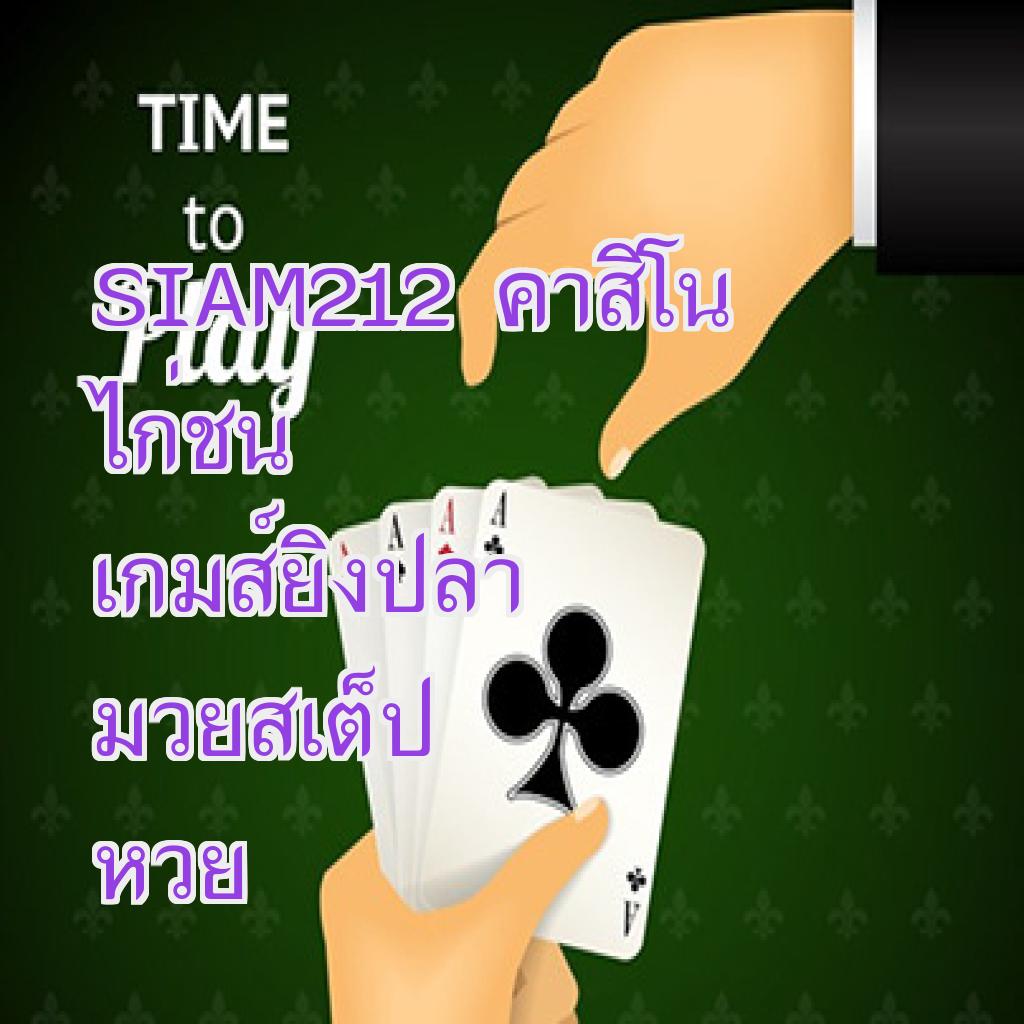 TIME
to
Play
SIAM212 คาสิโน
ไก่ชน
เกมส์ยิงปลา
มวยสเต็ป
หวย
A
A
A
A
A